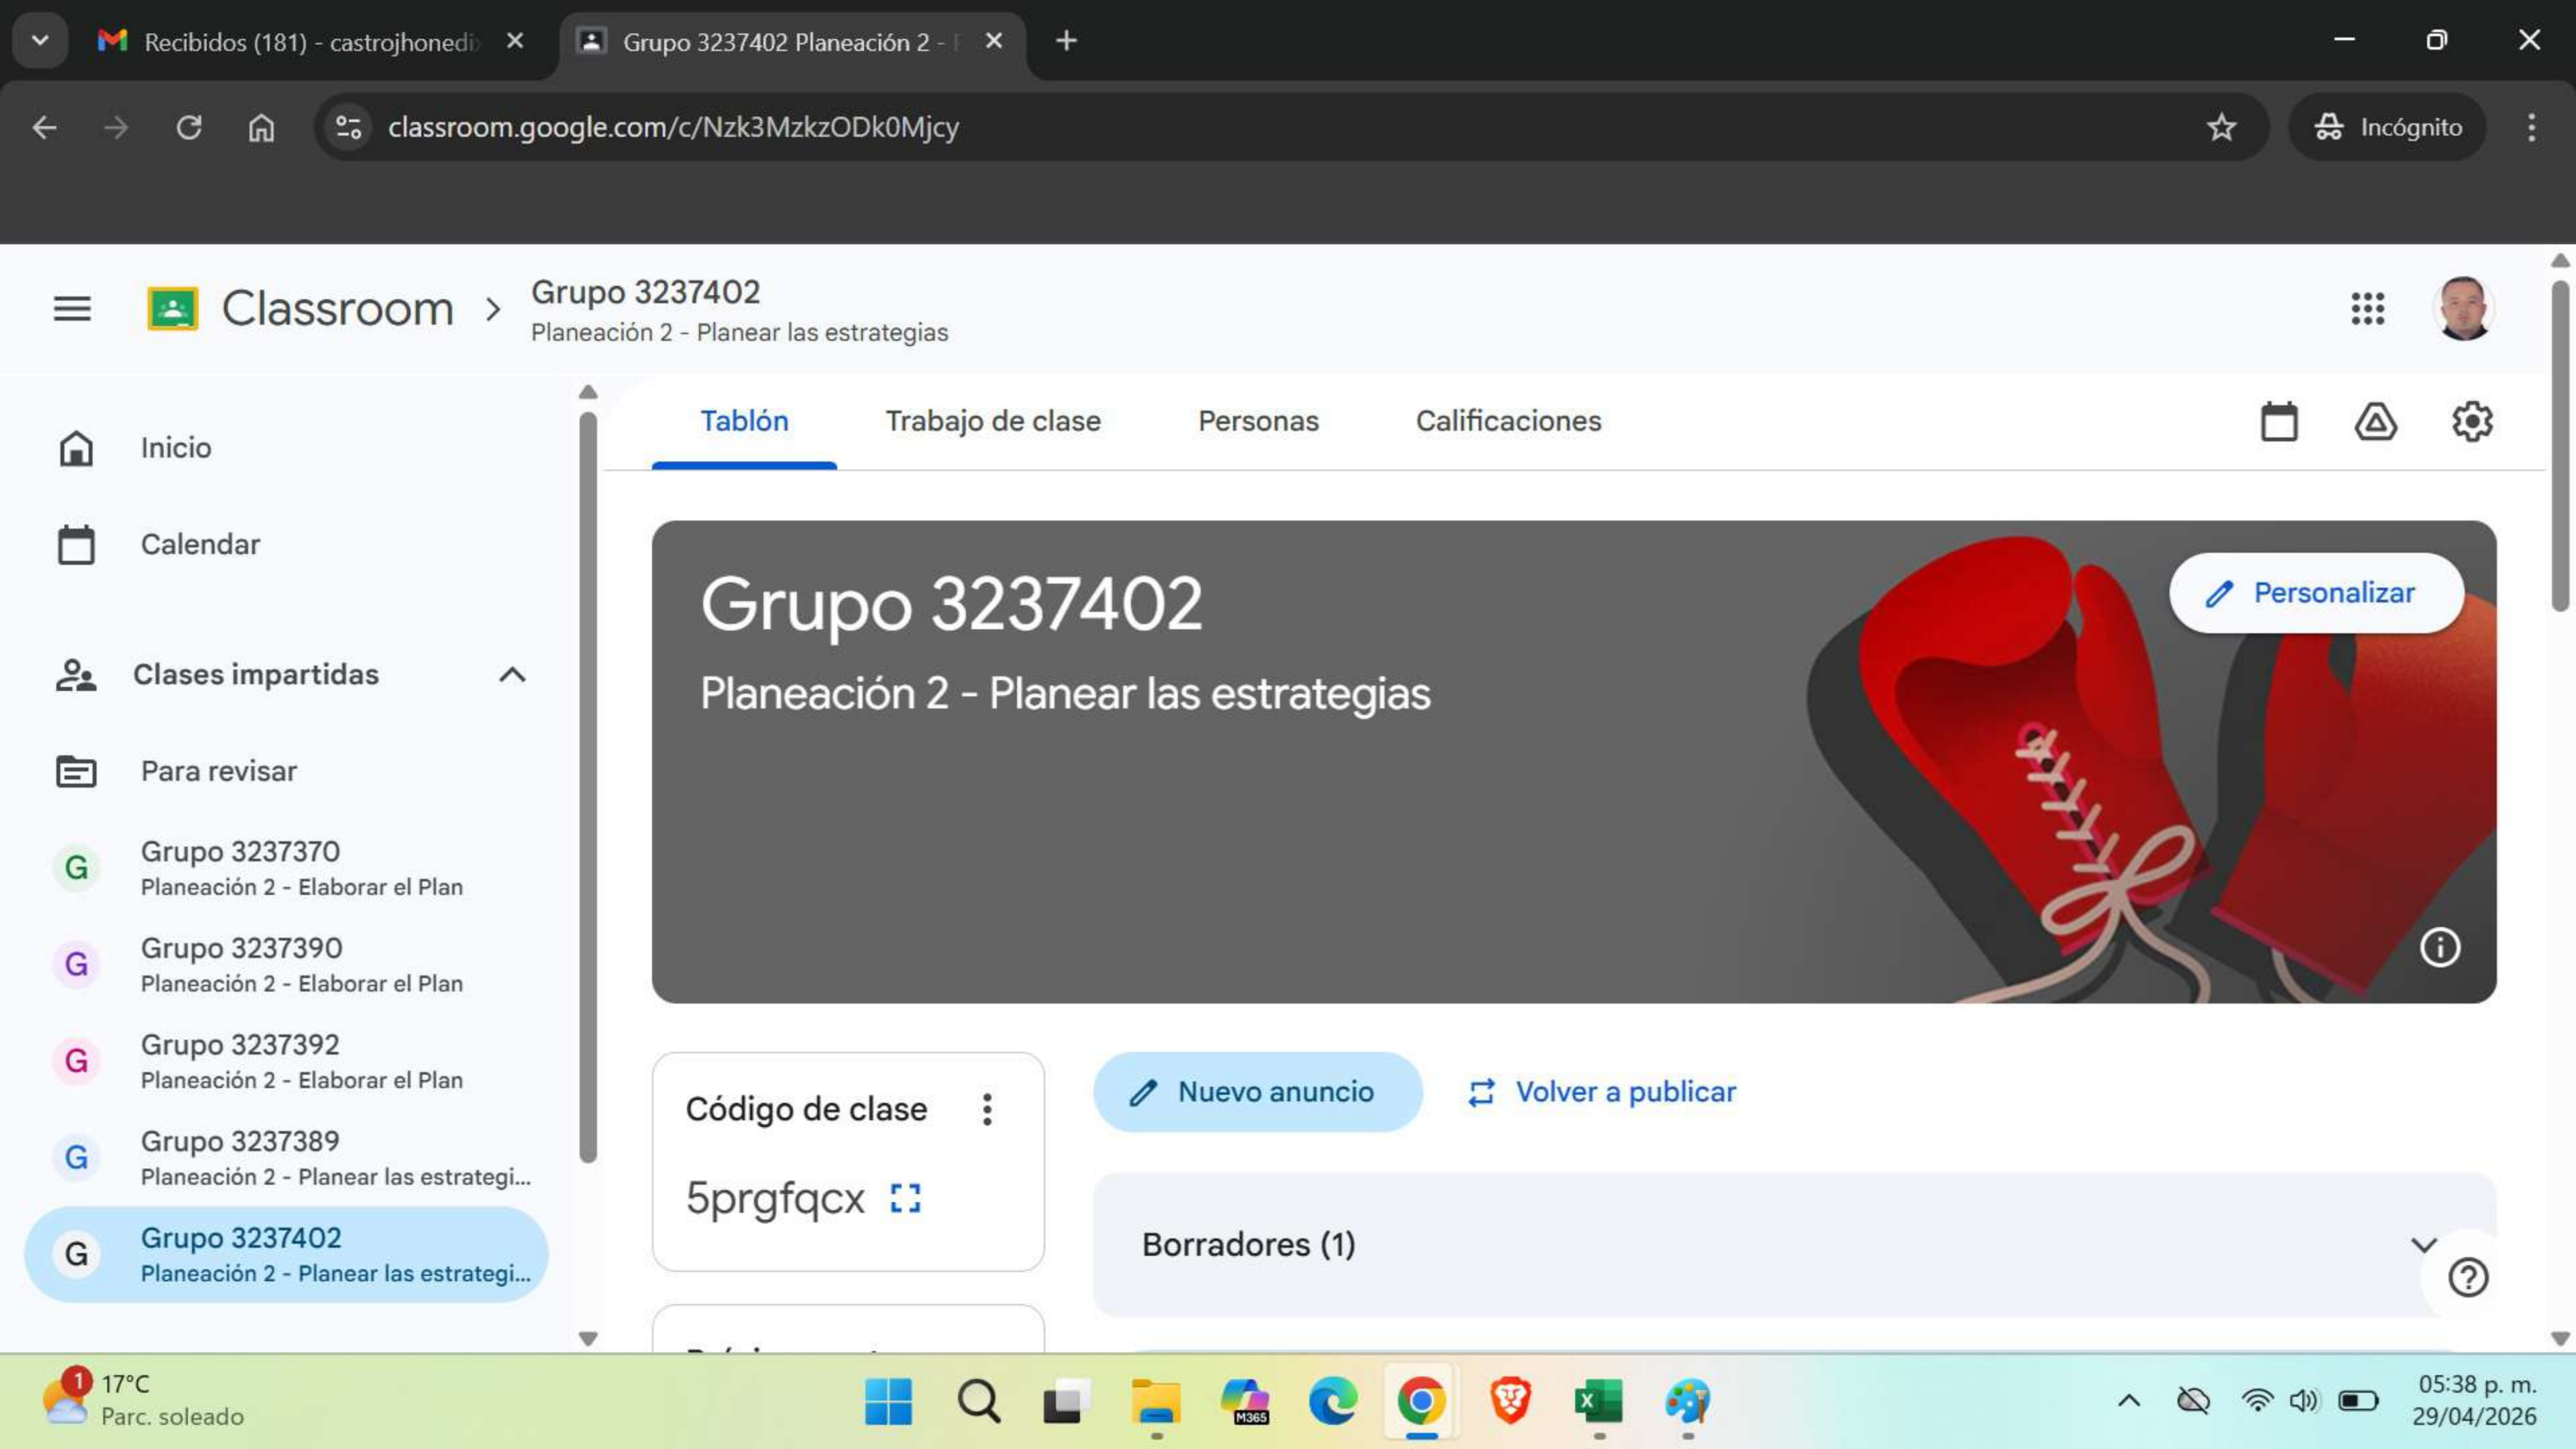 Recibidos (181) - castrojhonedi
Grupo 3237402 Planeación 2 -
classroom.google.com/c/Nzk3MzkzODk0Mjcy
Incógnito
Classroom
Grupo 3237402
Planeación 2 - Planear las estrategias
Inicio
Calendar
Clases impartidas
Para revisar
G
Grupo 3237370
Planeación 2 - Elaborar el Plan
G
Grupo 3237390
Planeación 2 - Elaborar el Plan
G
Grupo 3237392
Planeación 2 - Elaborar el Plan
G
Grupo 3237389
Planeación 2 - Planear las estrategi...
G
Grupo 3237402
Planeación 2 - Planear las estrategi...
Tablón
Trabajo de clase
Personas
Calificaciones
Grupo 3237402
Planeación 2 - Planear las estrategias
Personalizar
Código de clase
5prgfqcx
Nuevo anuncio
Volver a publicar
Borradores (1)
1
17°C
Parc. soleado
M365
05:38 p. m.
29/04/2026